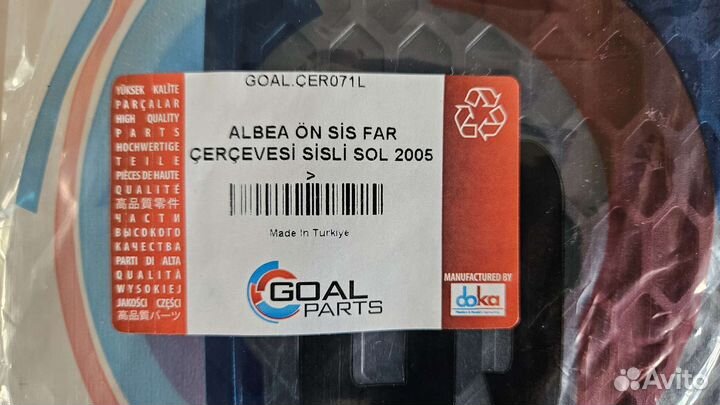 GOAL.ÇER071L
YÜKSEK KALİTE
PARÇALAR
HIGH QUALITY
PARTS
HOCHWERTIGE
TEILE
PIÈCES DE HAUTE
QUALITÉ
高品質零件
ЧАСТИ
ВЫСОКОГО
КАЧЕСТВА
PARTI DI ALTA
QUALITÀ
WYSOKIEJ
JAKOŚCI CZĘŚCI
高品質パーツ
ALBEA ÖN SİS FAR
ÇERÇEVESİ SİSLİ SOL 2005
>
Made In Turkiye
GOAL
PARTS
MANUFACTURED BY
doka
Avito